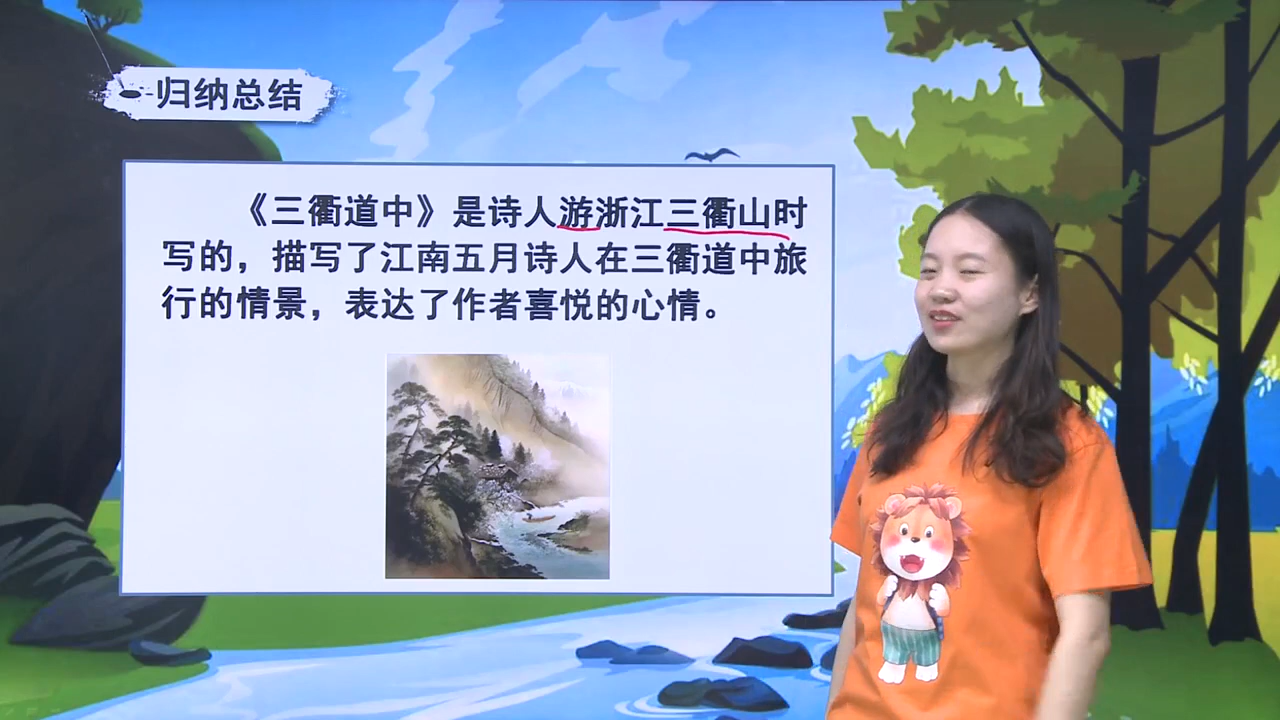 归纳总结
《三衢道中》是诗人游浙江三衢山时
写的，描写了江南五月诗人在三衢道中旅
行的情景，表达了作者喜悦的心情。